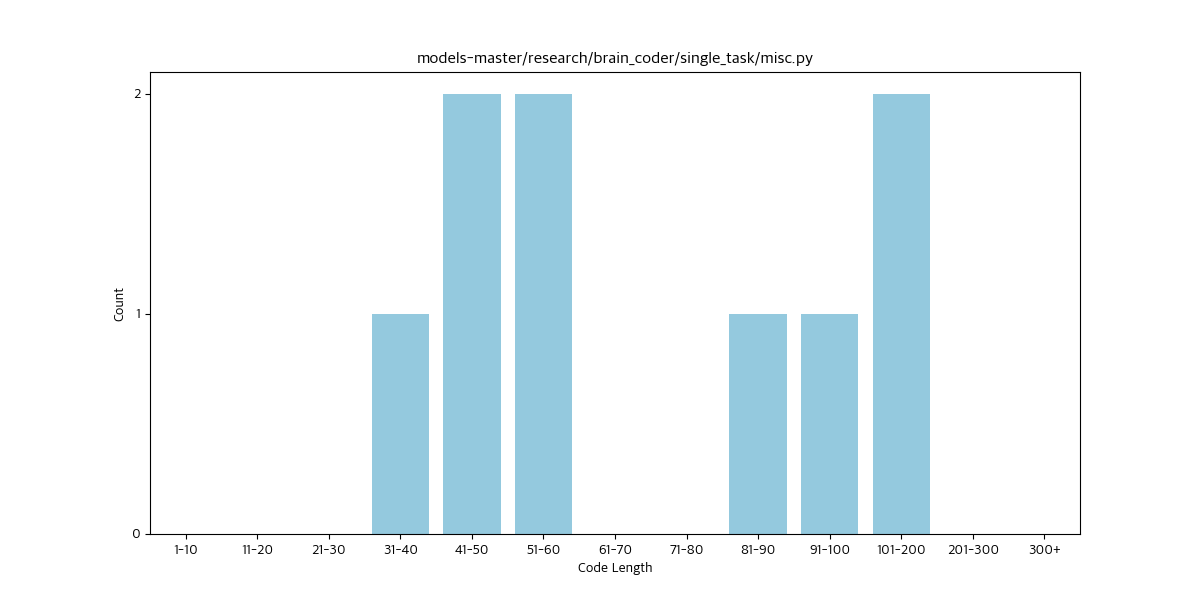 models-master/research/brain_coder/single_task/misc.py
2
1
0
Count
1-10 11-20 21-30 31-40 41-50 51-60 61-70 71-80 81-90 91-100 101-200 201-300 300+
Code Length